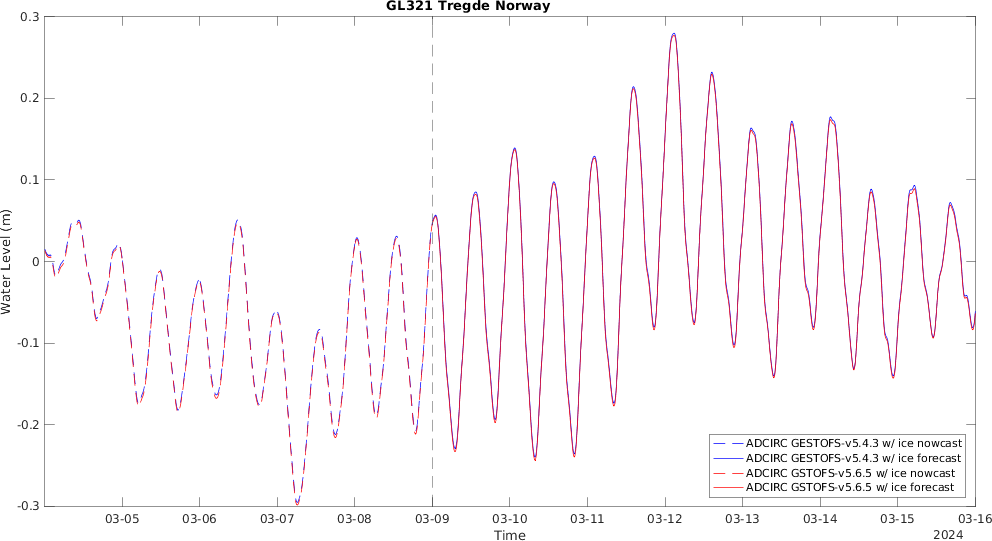 GL321 Tregde Norway
0.3
0.2
0.1
0
-0.1
-0.2
-0.3
Water Level (m)
03-05
03-06
03-07
03-08
03-09
03-10
03-11
03-12
03-13
03-14
03-15
03-16
Time
2024
ADCIRC GESTOFS-v5.4.3 w/ ice nowcast
ADCIRC GESTOFS-v5.4.3 w/ ice forecast
ADCIRC GSTOFS-v5.6.5 w/ ice nowcast
ADCIRC GSTOFS-v5.6.5 w/ ice forecast